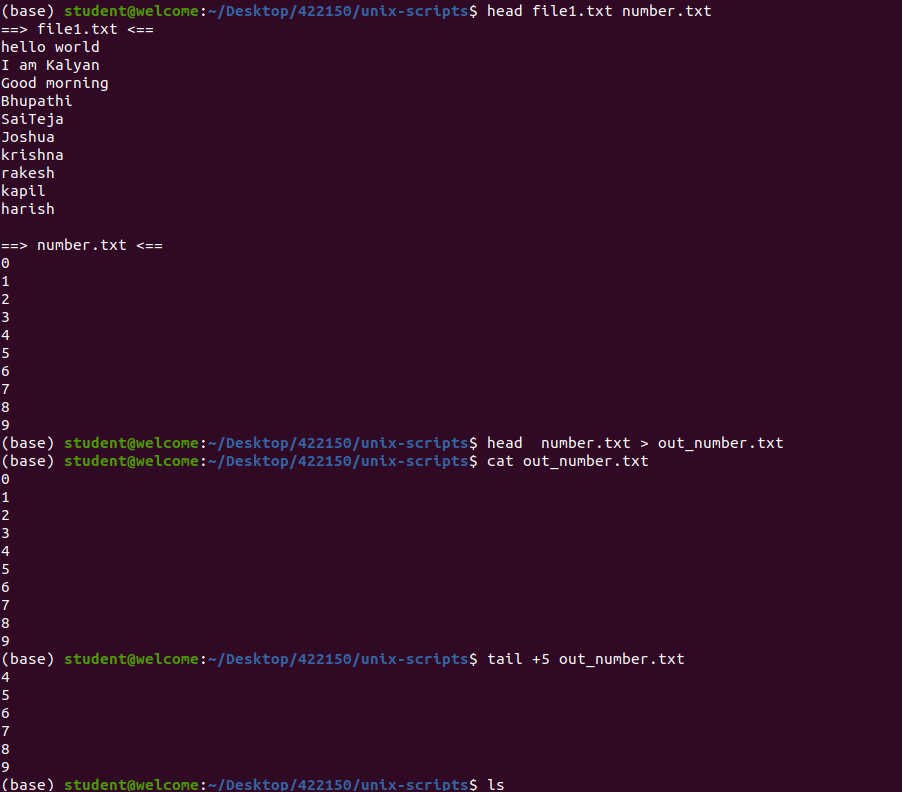 (base) student@welcome:~/Desktop/422150/unix-scripts$ head file1.txt number.txt
==> file1.txt <==
hello world
I am Kalyan
Good morning
Bhupathi
SaiTeja
Joshua
krishna
rakesh
kapil
harish

==> number.txt <==
0
1
2
3
4
5
6
7
8
9
(base) student@welcome:~/Desktop/422150/unix-scripts$ head  number.txt > out_number.txt
(base) student@welcome:~/Desktop/422150/unix-scripts$ cat out_number.txt
0
1
2
3
4
5
6
7
8
9
(base) student@welcome:~/Desktop/422150/unix-scripts$ tail +5 out_number.txt
4
5
6
7
8
9
(base) student@welcome:~/Desktop/422150/unix-scripts$ ls